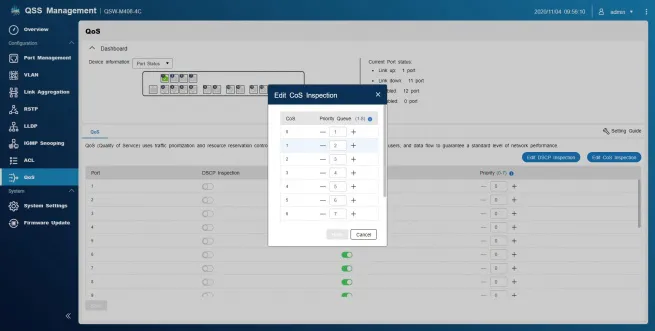 QSS Management | QSW-M408-4C
2020/11/04 09:56:10
admin
Overview
Configuration
Port Management
VLAN
Link Aggregation
RSTP
LLDP
IGMP Snooping
ACL
QoS
System
System Settings
Firmware Update
QoS
Dashboard
Device Information
Port Status
Current Port status:
Link up: 1 port
Link down: 11 port
12 port
0 port
QoS
Setting Guide
QoS (Quality of Service) uses traffic prioritization and resource reservation
users, and data flow to guarantee a standard level of network performance.
Edit DSCP Inspection
Edit CoS Inspection
Port DSCP Inspection Priority (0-7)
1 0
2 0
3 0
4 0
5 0
6 0
7 0
8 0
9 0
Edit CoS Inspection
CoS Priority Queue (1-8)
0 1
1 2
2 3
3 4
4 5
5 6
6 7
Save
Cancel